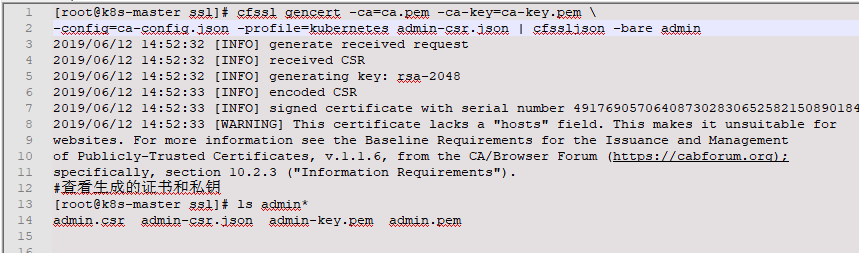 1 [root@k8s-master ssl]# cfssl gencert -ca=ca.pem -ca-key=ca-key.pem \
2 -config=ca-config.json -profile=kubernetes admin-csr.json | cfssljson -bare admin
3 2019/06/12 14:52:32 [INFO] generate received request
4 2019/06/12 14:52:32 [INFO] received CSR
5 2019/06/12 14:52:32 [INFO] generating key: rsa-2048
6 2019/06/12 14:52:33 [INFO] encoded CSR
7 2019/06/12 14:52:33 [INFO] signed certificate with serial number 491769057064087302830652582150890184
8 2019/06/12 14:52:33 [WARNING] This certificate lacks a "hosts" field. This makes it unsuitable for
9 websites. For more information see the Baseline Requirements for the Issuance and Management
10 of Publicly-Trusted Certificates, v.1.1.6, from the CA/Browser Forum (https://cabforum.org);
11 specifically, section 10.2.3 ("Information Requirements").
12 #查看生成的证书和私钥
13 [root@k8s-master ssl]# ls admin*
14 admin.csr admin-csr.json admin-key.pem admin.pem
15